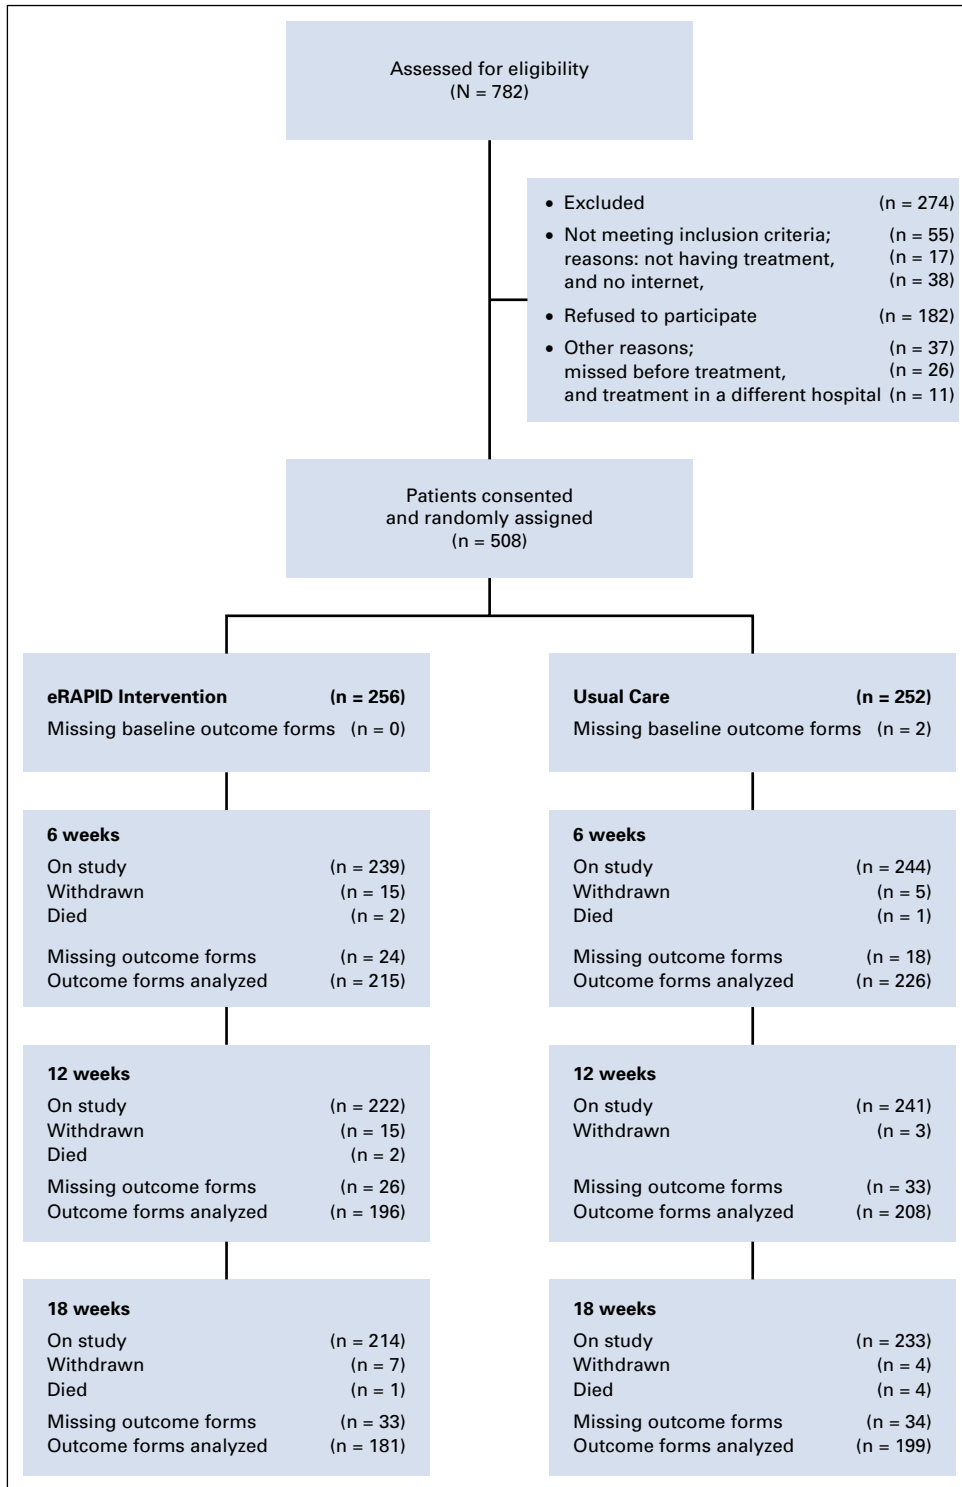 Assessed for eligibility
(N = 782)
• Excluded (n = 274)
• Not meeting inclusion criteria; (n = 55)
reasons: not having treatment, (n = 17)
and no internet, (n = 38)
• Refused to participate (n = 182)
• Other reasons; (n = 37)
missed before treatment, (n = 26)
and treatment in a different hospital (n = 11)
Patients consented
and randomly assigned
(n = 508)
eRAPID Intervention (n = 256)
Missing baseline outcome forms (n = 0)
Usual Care (n = 252)
Missing baseline outcome forms (n = 2)
6 weeks
On study (n = 239)
Withdrawn (n = 15)
Died (n = 2)
Missing outcome forms (n = 24)
Outcome forms analyzed (n = 215)
6 weeks
On study (n = 244)
Withdrawn (n = 5)
Died (n = 1)
Missing outcome forms (n = 18)
Outcome forms analyzed (n = 226)
12 weeks
On study (n = 222)
Withdrawn (n = 15)
Died (n = 2)
Missing outcome forms (n = 26)
Outcome forms analyzed (n = 196)
12 weeks
On study (n = 241)
Withdrawn (n = 3)
Missing outcome forms (n = 33)
Outcome forms analyzed (n = 208)
18 weeks
On study (n = 214)
Withdrawn (n = 7)
Died (n = 1)
Missing outcome forms (n = 33)
Outcome forms analyzed (n = 181)
18 weeks
On study (n = 233)
Withdrawn (n = 4)
Died (n = 4)
Missing outcome forms (n = 34)
Outcome forms analyzed (n = 199)